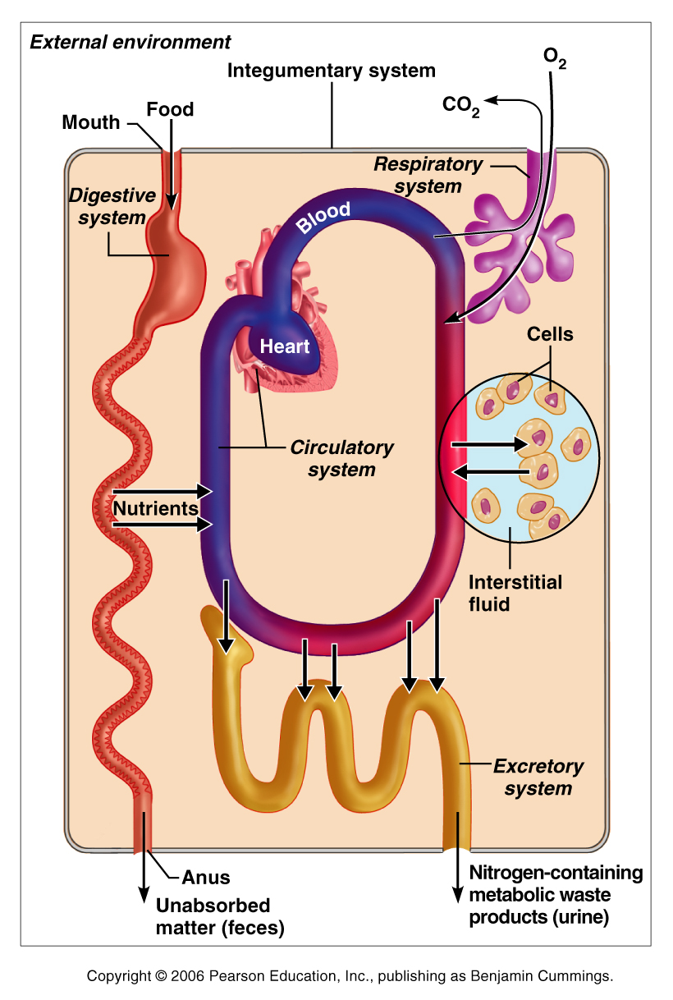 External environment
Integumentary system
O2
CO2
Food
Mouth
Respiratory
system
Digestive
system
Blood
Heart
Cells
Circulatory
system
Nutrients
Interstitial
fluid
Excretory
system
Anus
Unabsorbed
matter (feces)
Nitrogen-containing
metabolic waste
products (urine)
Copyright © 2006 Pearson Education, Inc., publishing as Benjamin Cummings.